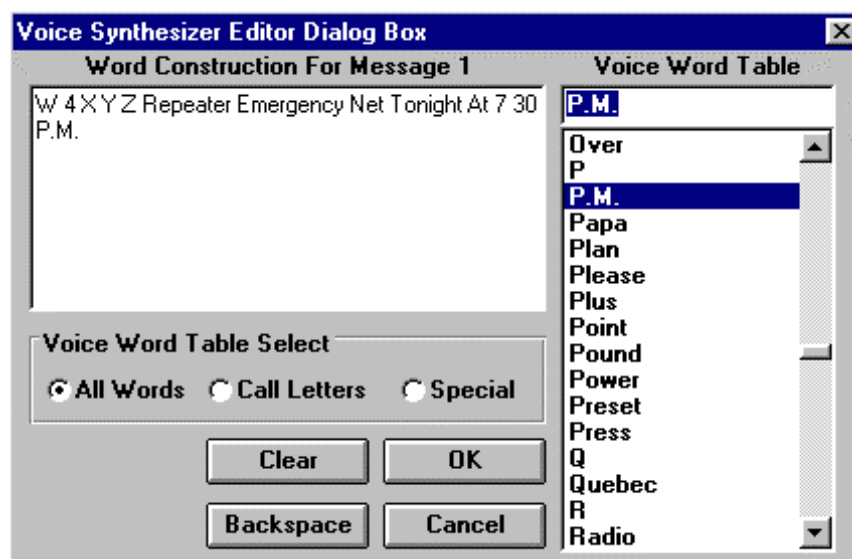 Voice Synthesizer Editor Dialog Box
Word Construction For Message 1
W 4 X Y Z Repeater Emergency Net Tonight At 7 30
P.M.
Voice Word Table Select
All Words
Call Letters
Special
Clear
OK
Backspace
Cancel
Voice Word Table
P.M.
Over
P
P.M.
Papa
Plan
Please
Plus
Point
Pound
Power
Preset
Press
Q
Quebec
R
Radio